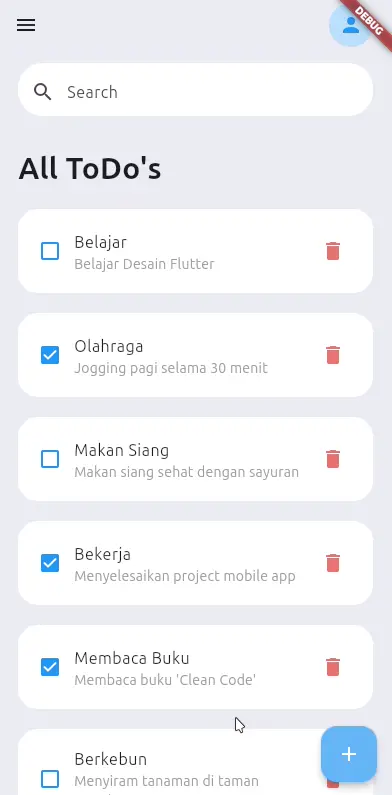 DEBUG
Search
All ToDo's
Belajar
Belajar Desain Flutter
Olahraga
Jogging pagi selama 30 menit
Makan Siang
Makan siang sehat dengan sayuran
Bekerja
Menyelesaikan project mobile app
Membaca Buku
Membaca buku 'Clean Code'
Berkebun
Menyiram tanaman di taman